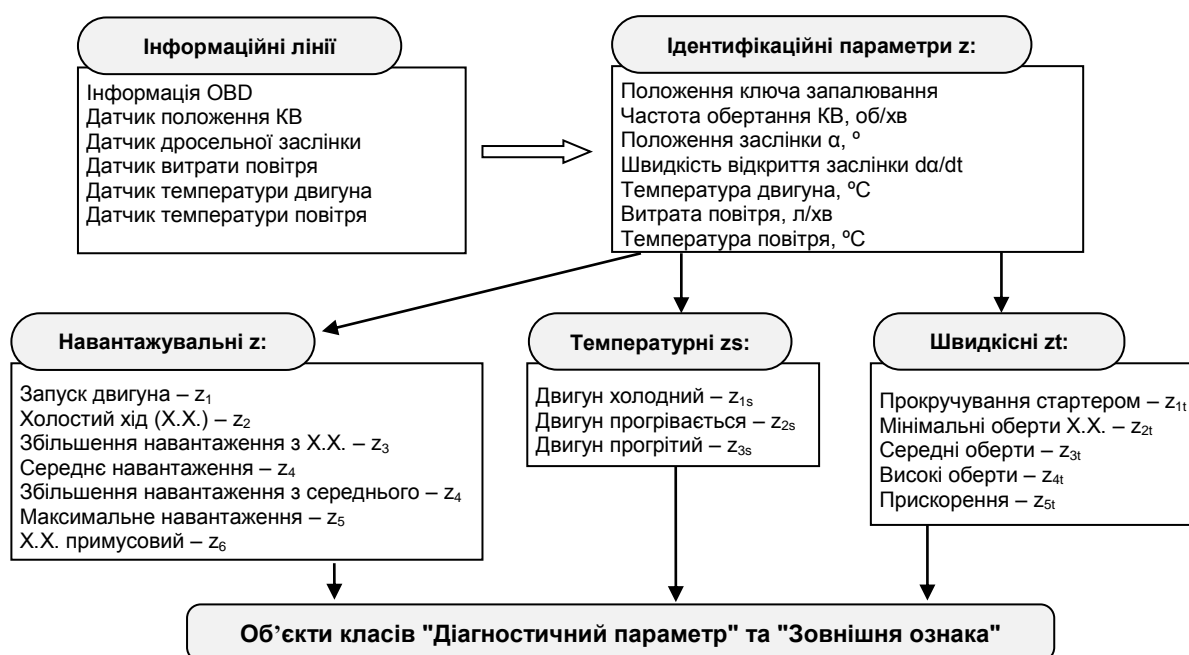 Інформаційні лінії
Інформація OBD
Датчик положення КВ
Датчик дросельної заслінки
Датчик витрати повітря
Датчик температури двигуна
Датчик температури повітря
Ідентифікаційні параметри z:
Положення ключа запалювання
Частота обертання КВ, об/хв
Положення заслінки α, º
Швидкість відкриття заслінки dα/dt
Температура двигуна, ºС
Витрата повітря, л/хв
Температура повітря, ºС
Навантажувальні z:
Запуск двигуна – z₁
Холостий хід (Х.Х.) – z₂
Збільшення навантаження з Х.Х. – z₃
Середнє навантаження – z₄
Збільшення навантаження з середнього – z₄
Максимальне навантаження – z₅
Х.Х. примусовий – z₆
Температурні zs:
Двигун холодний – z₁ₛ
Двигун прогрівається – z₂ₛ
Двигун прогрітий – z₃ₛ
Швидкісні zt:
Прокручування стартером – z₁ₜ
Мінімальні оберти Х.Х. – z₂ₜ
Середні оберти – z₃ₜ
Високі оберти – z₄ₜ
Прискорення – z₅ₜ
Об’єкти класів "Діагностичний параметр" та "Зовнішня ознака"